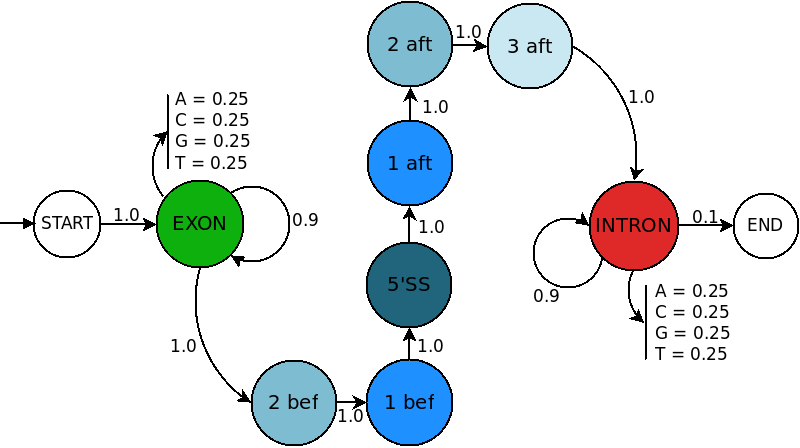 2 aft
1.0
3 aft
1.0
A = 0.25
C = 0.25
G = 0.25
T = 0.25
1.0
1 aft
START
1.0
EXON
0.9
1.0
INTRON
0.1
END
5'SS
0.9
A = 0.25
C = 0.25
G = 0.25
T = 0.25
1.0
1.0
2 bef
1.0
1 bef